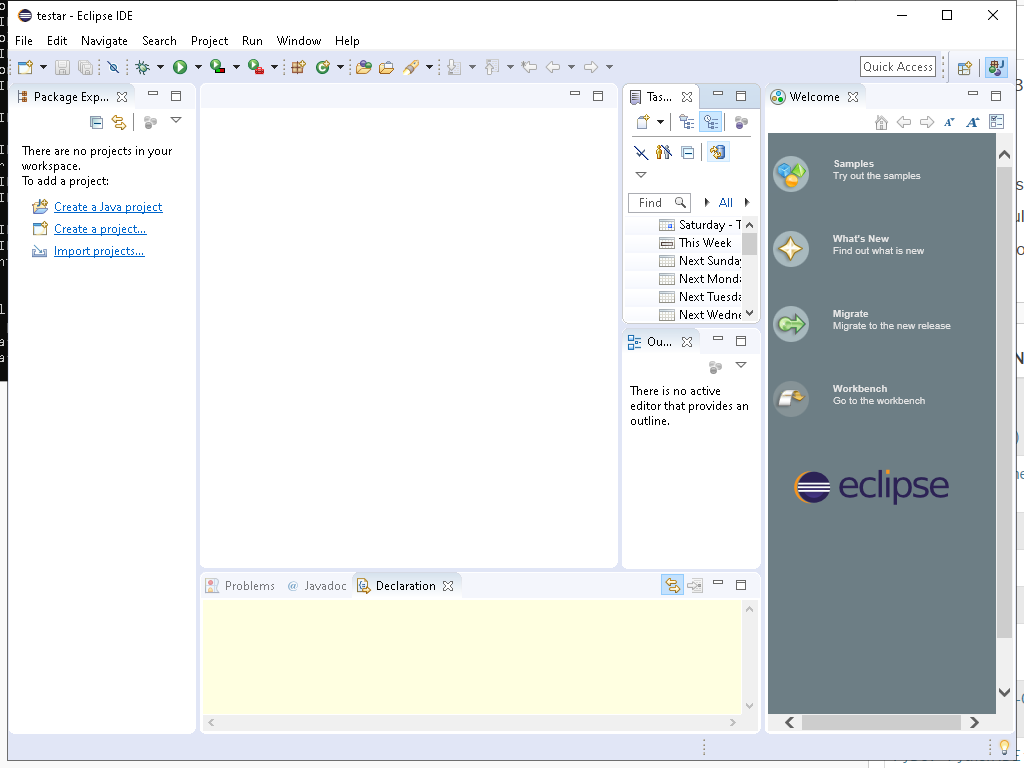 testar - Eclipse IDE
File Edit Navigate Search Project Run Window Help
Quick Access
Package Exp...
There are no projects in your
workspace.
To add a project:
Create a Java project
Create a project...
Import projects...
Tas...
Find
All
Saturday - T
This Week
Next Sunday
Next Monda
Next Tuesda
Next Wedne
Ou...
There is no active
editor that provides an
outline.
Problems @ Javadoc Declaration
Welcome
Samples
Try out the samples
What's New
Find out what is new
Migrate
Migrate to the new release
Workbench
Go to the workbench
eclipse